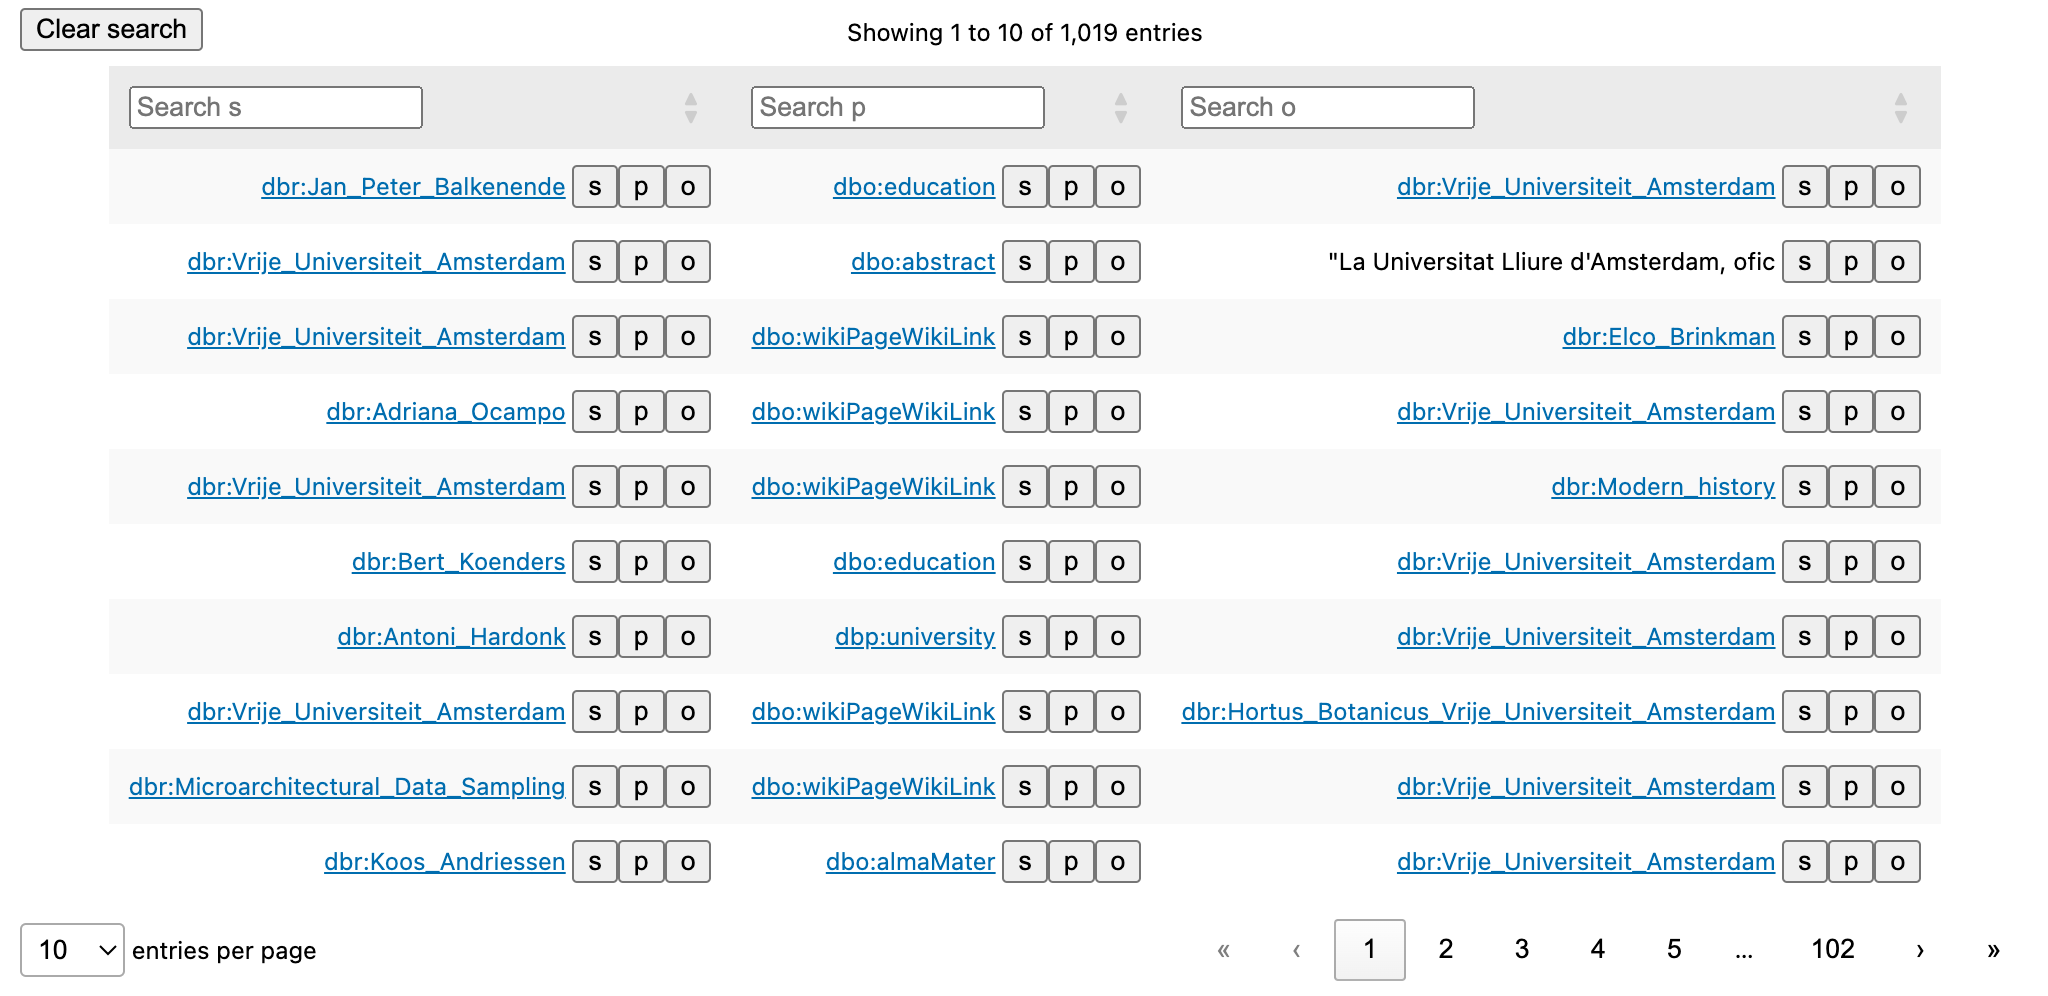 Clear search
Showing 1 to 10 of 1,019 entries
Search s Search p Search o
dbr:Jan_Peter_Balkenende s p o dbo:education s p o dbr:Vrije_Universiteit_Amsterdam s p o
dbr:Vrije_Universiteit_Amsterdam s p o dbo:abstract s p o "La Universitat Lliure d'Amsterdam, ofic s p o
dbr:Vrije_Universiteit_Amsterdam s p o dbo:wikiPageWikiLink s p o dbr:Elco_Brinkman s p o
dbr:Adriana_Ocampo s p o dbo:wikiPageWikiLink s p o dbr:Vrije_Universiteit_Amsterdam s p o
dbr:Vrije_Universiteit_Amsterdam s p o dbo:wikiPageWikiLink s p o dbr:Modern_history s p o
dbr:Bert_Koenders s p o dbo:education s p o dbr:Vrije_Universiteit_Amsterdam s p o
dbr:Antoni_Hardonk s p o dbp:university s p o dbr:Vrije_Universiteit_Amsterdam s p o
dbr:Vrije_Universiteit_Amsterdam s p o dbo:wikiPageWikiLink s p o dbr:Hortus_Botanicus_Vrije_Universiteit_Amsterdam s p o
dbr:Microarchitectural_Data_Sampling s p o dbo:wikiPageWikiLink s p o dbr:Vrije_Universiteit_Amsterdam s p o
dbr:Koos_Andriessen s p o dbo:almaMater s p o dbr:Vrije_Universiteit_Amsterdam s p o
10 entries per page « ‹ 1 2 3 4 5 ... 102 › »